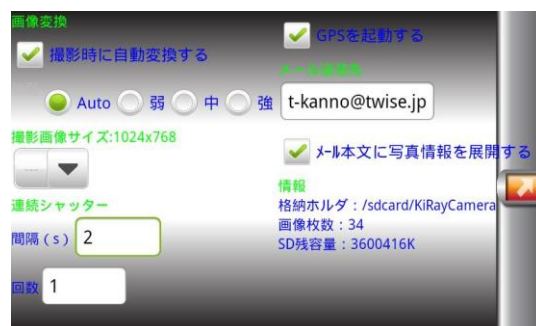 画像変換
撮影時に自動変換する
Auto 弱 中 強
撮影画像サイズ:1024x768
連続シャッター
間隔(s) 2
回数 1
GPSを起動する
t-kanno@twise.jp
メール本文に写真情報を展開する
情報
格納ホルダ:/sdcard/KiRayCamera
画像枚数:34
SD残容量:3600416K